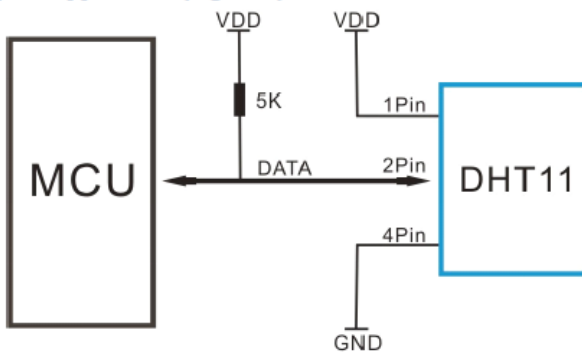 VDD VDD
5K
1Pin
MCU
DATA
2Pin
DHT11
4Pin
GND